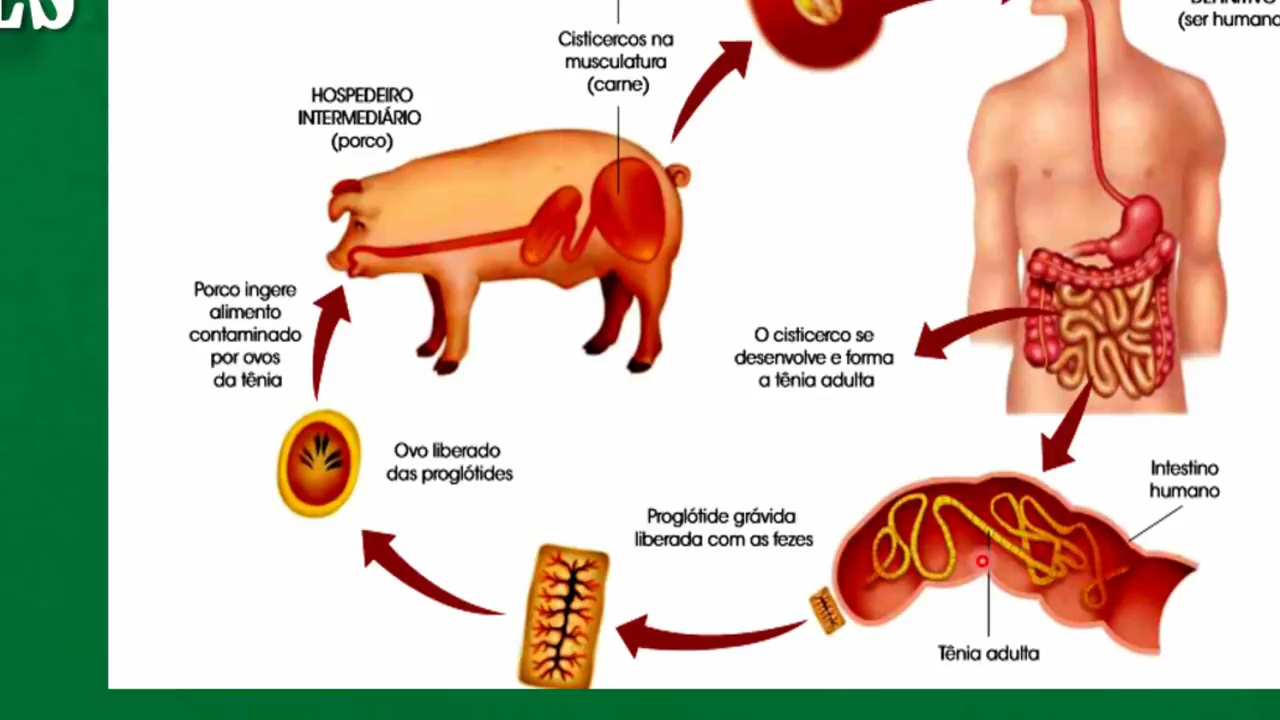 Cisticercos na
musculatura
(carne)
(ser humano
HOSPEDEIRO
INTERMEDIÁRIO
(porco)
Porco ingere
alimento
contaminado
por ovos
da tênia
O cisticerco se
desenvolve e forma
a tênia adulta
Ovo liberado
das proglótides
Intestino
humano
Proglótide grávida
liberada com as fezes
Tênia adulta